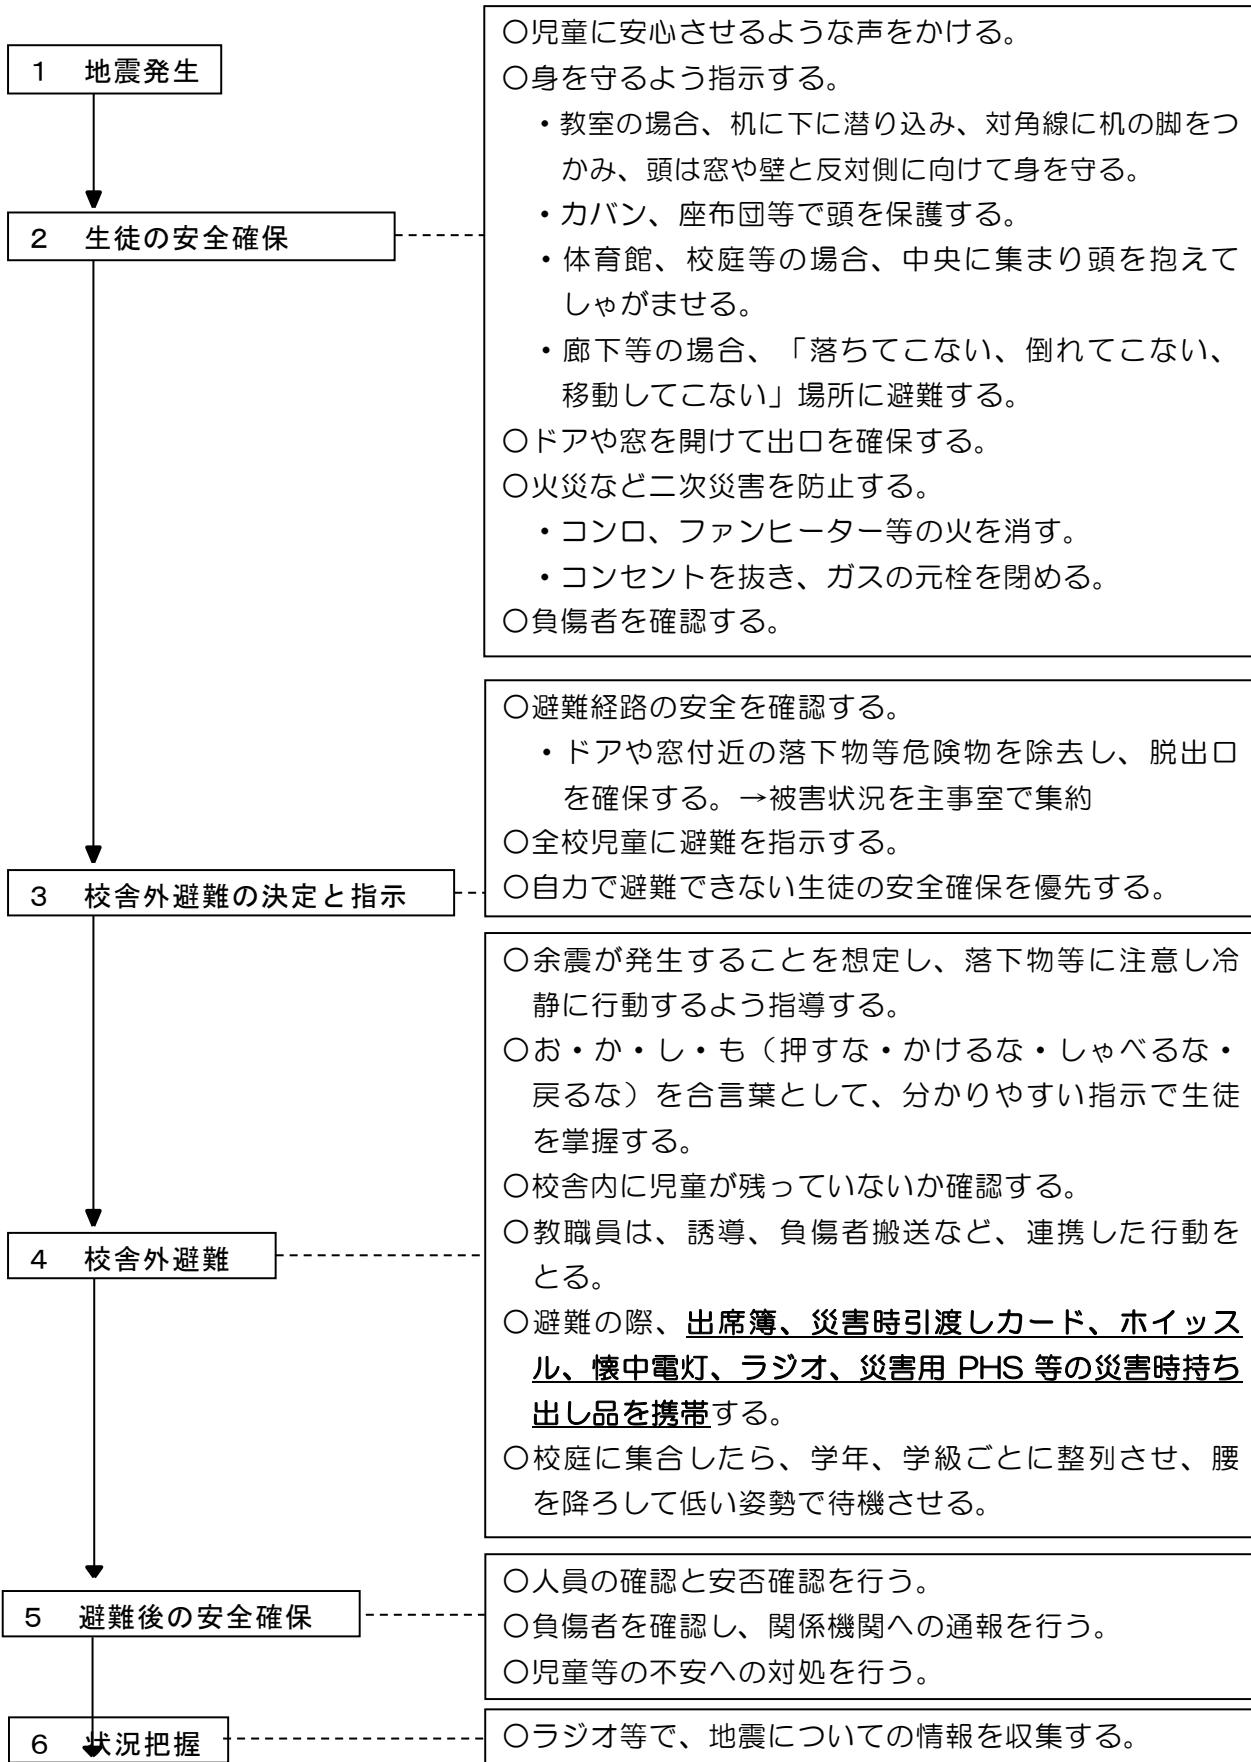 1 地震発生
〇児童に安心させるような声をかける。
〇身を守るよう指示する。
・教室の場合、机に下に潜り込み、対角線に机の脚をつ
かみ、頭は窓や壁と反対側に向けて身を守る。
・カバン、座布団等で頭を保護する。
・体育館、校庭等の場合、中央に集まり頭を抱えて
しゃがませる。
・廊下等の場合、「落ちてこない、倒れてこない、
移動してこない」場所に避難する。
〇ドアや窓を開けて出口を確保する。
〇火災など二次災害を防止する。
・コンロ、ファンヒーター等の火を消す。
・コンセントを抜き、ガスの元栓を閉める。
〇負傷者を確認する。
2 生徒の安全確保
〇避難経路の安全を確認する。
・ドアや窓付近の落下物等危険物を除去し、脱出口
を確保する。→被害状況を主事室で集約
〇全校児童に避難を指示する。
〇自力で避難できない生徒の安全確保を優先する。
3 校舎外避難の決定と指示
〇余震が発生することを想定し、落下物等に注意し冷
静に行動するよう指導する。
〇お・か・し・も（押すな・かけるな・しゃべるな・
戻るな）を合言葉として、分かりやすい指示で生徒
を掌握する。
〇校舎内に児童が残っていないか確認する。
〇教職員は、誘導、負傷者搬送など、連携した行動を
とる。
〇避難の際、出席簿、災害時引渡しカード、ホイッス
ル、懐中電灯、ラジオ、災害用 PHS 等の災害時持ち
出し品を携帯する。
〇校庭に集合したら、学年、学級ごとに整列させ、腰
を降ろして低い姿勢で待機させる。
4 校舎外避難
〇人員の確認と安否確認を行う。
〇負傷者を確認し、関係機関への通報を行う。
〇児童等の不安への対処を行う。
5 避難後の安全確保
〇ラジオ等で、地震についての情報を収集する。
6 状況把握